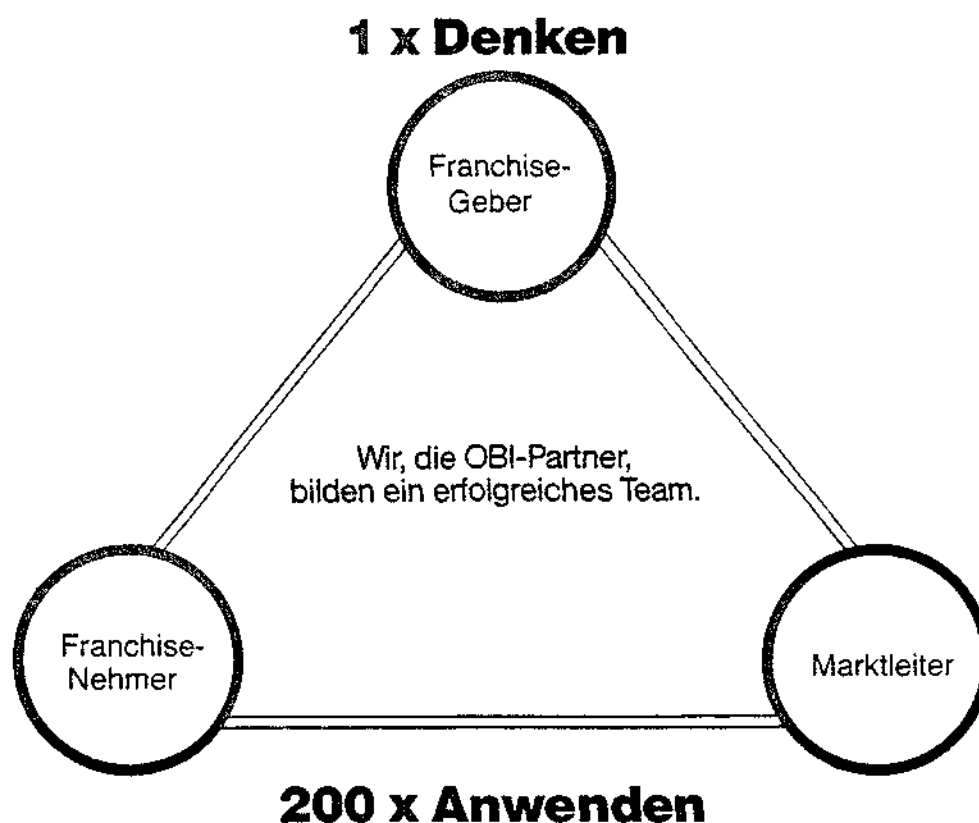 1 x Denken
Franchise-
Geber
Wir, die OBI-Partner,
bilden ein erfolgreiches Team.
Franchise-
Nehmer
Marktleiter
200 x Anwenden